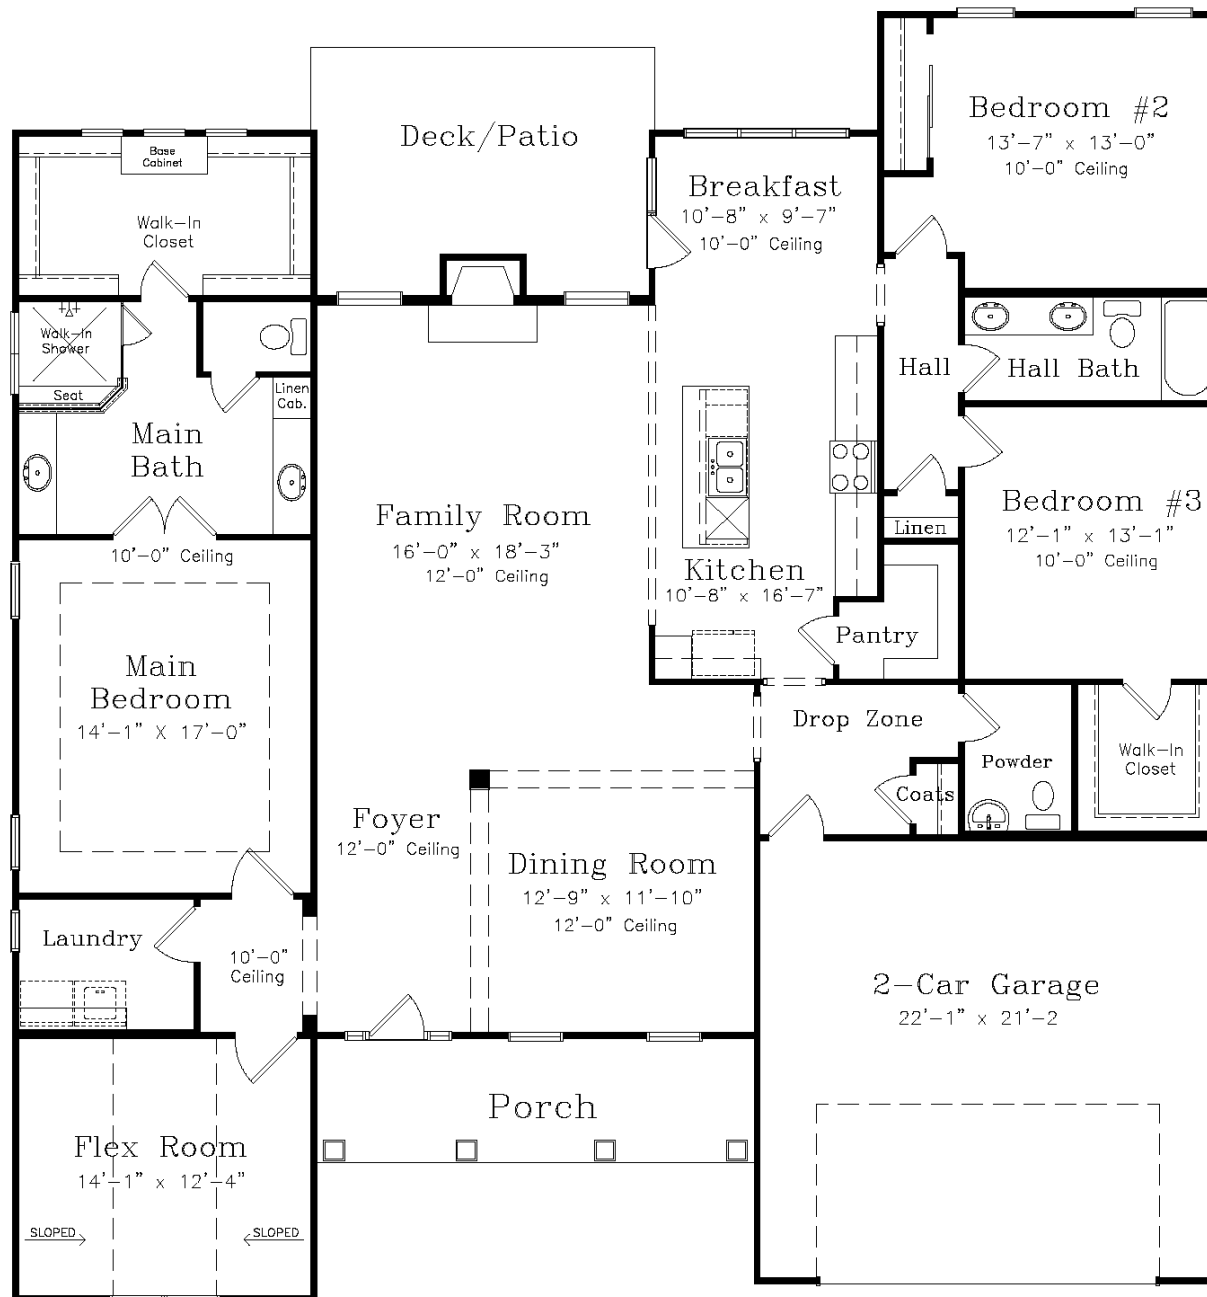 Deck/Patio
Base
Cabinet
Walk-In
Closet
Breakfast
10'-8" x 9'-7"
10'-0" Ceiling
Bedroom #2
13'-7" x 13'-0"
10'-0" Ceiling
Walk-In
Shower
Seat
Linen
Cab.
Main
Bath
10'-0" Ceiling
Hall
Hall Bath
Family Room
16'-0" x 18'-3"
12'-0" Ceiling
Kitchen
10'-8" x 16'-7"
Linen
Bedroom #3
12'-1" x 13'-1"
10'-0" Ceiling
Pantry
Main
Bedroom
14'-1" X 17'-0"
Drop Zone
Powder
Walk-In
Closet
Coats
Foyer
12'-0" Ceiling
Dining Room
12'-9" x 11'-10"
12'-0" Ceiling
Laundry
10'-0"
Ceiling
2-Car Garage
22'-1" x 21'-2
Porch
Flex Room
14'-1" x 12'-4"
SLOPED
SLOPED